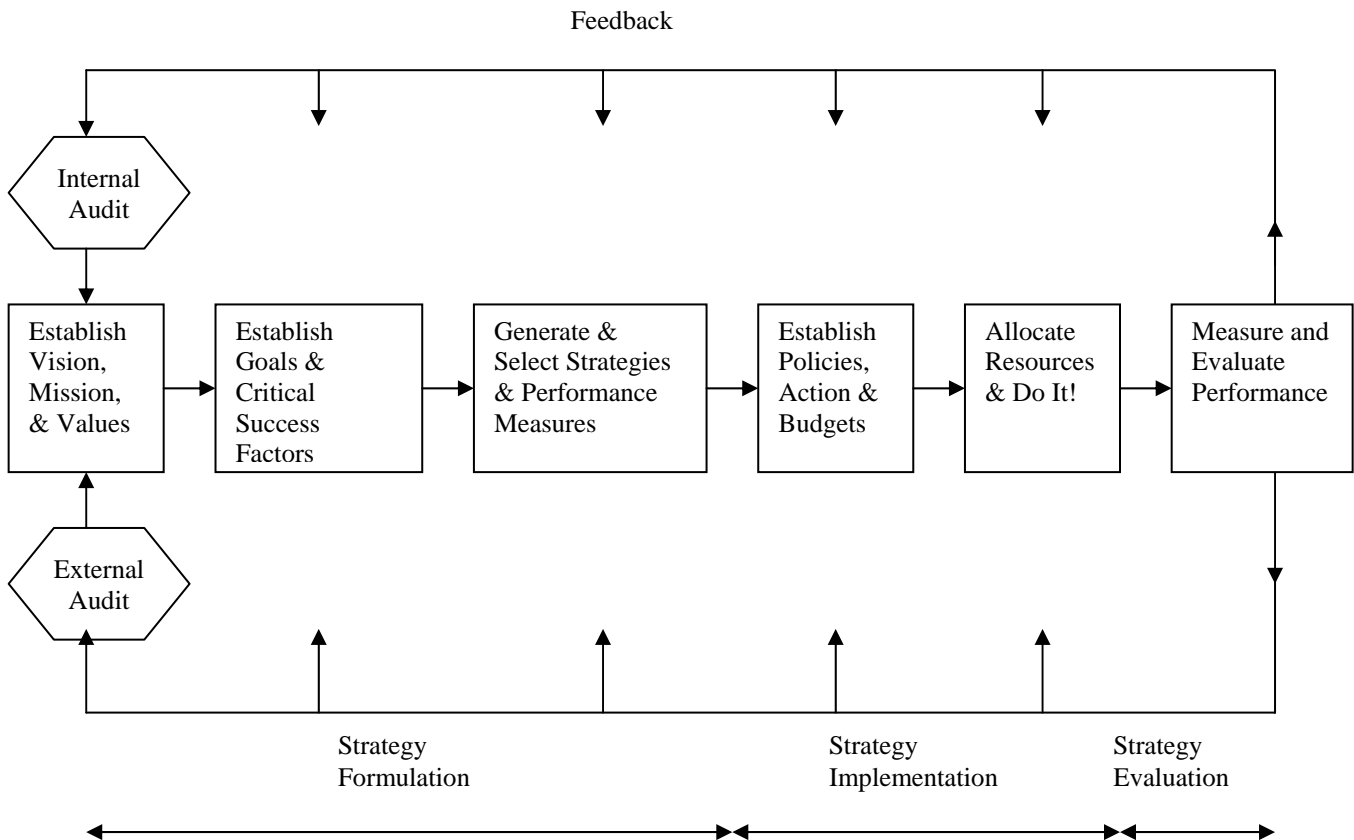 Feedback
Internal
Audit
Establish
Vision,
Mission,
& Values
Establish
Goals &
Critical
Success
Factors
Generate &
Select Strategies
& Performance
Measures
Establish
Policies,
Action &
Budgets
Allocate
Resources
& Do It!
Measure and
Evaluate
Performance
External
Audit
Strategy
Formulation
Strategy
Implementation
Strategy
Evaluation